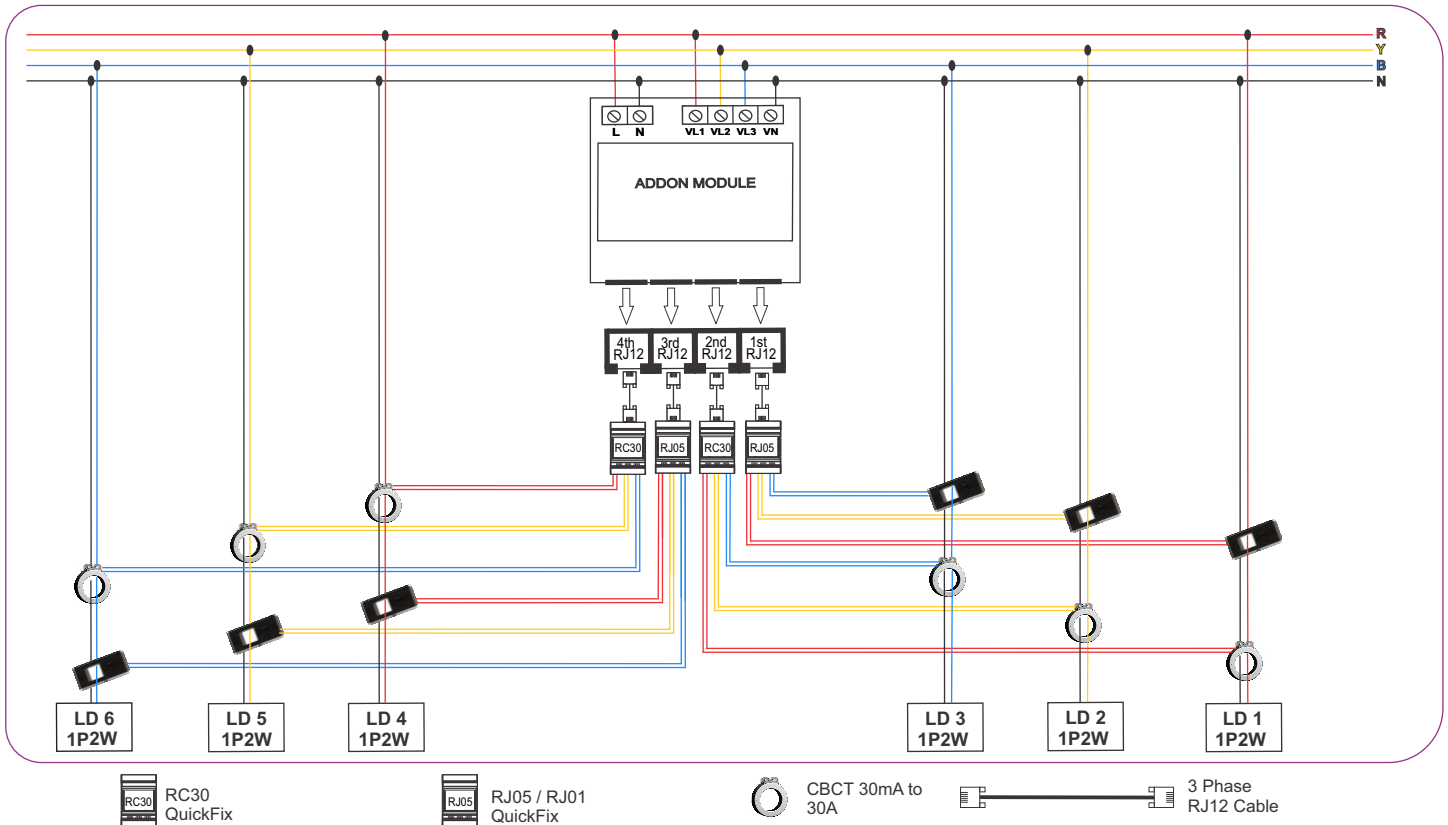 R
Y
B
N
L N VL1 VL2 VL3 VN
ADDON MODULE
4th
RJ12
3rd
RJ12
2nd
RJ12
1st
RJ12
RC30
RJ05
RC30
RJ05
LD 6
1P2W
LD 5
1P2W
LD 4
1P2W
LD 3
1P2W
LD 2
1P2W
LD 1
1P2W
RC30
RC30
QuickFix
RJ05
RJ05 / RJ01
QuickFix
CBCT 30mA to
30A
3 Phase
RJ12 Cable